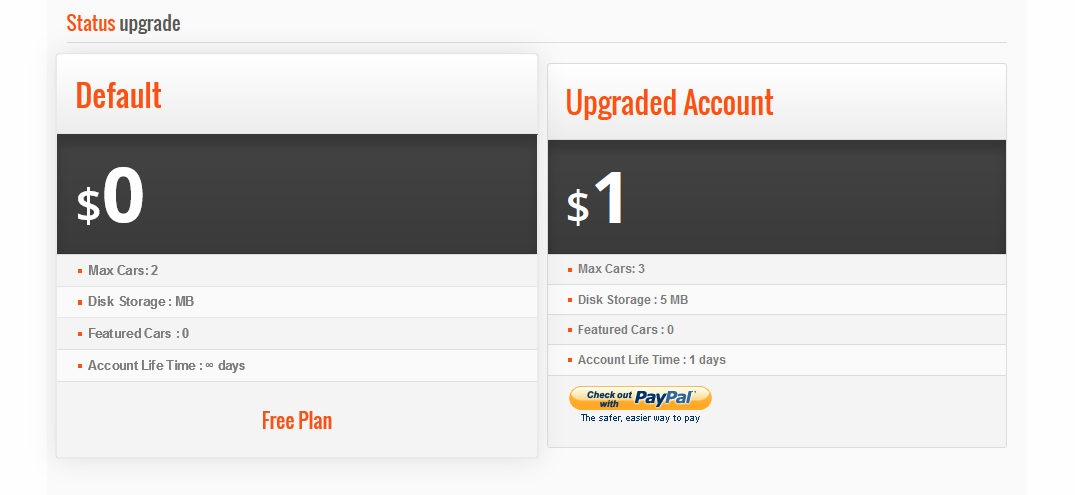 Status upgrade
Default
$0
Max Cars: 2
Disk Storage : MB
Featured Cars : 0
Account Life Time : ∞ days
Free Plan
Upgraded Account
$1
Max Cars: 3
Disk Storage : 5 MB
Featured Cars : 0
Account Life Time : 1 days
Check out with PayPal™
The safer, easier way to pay